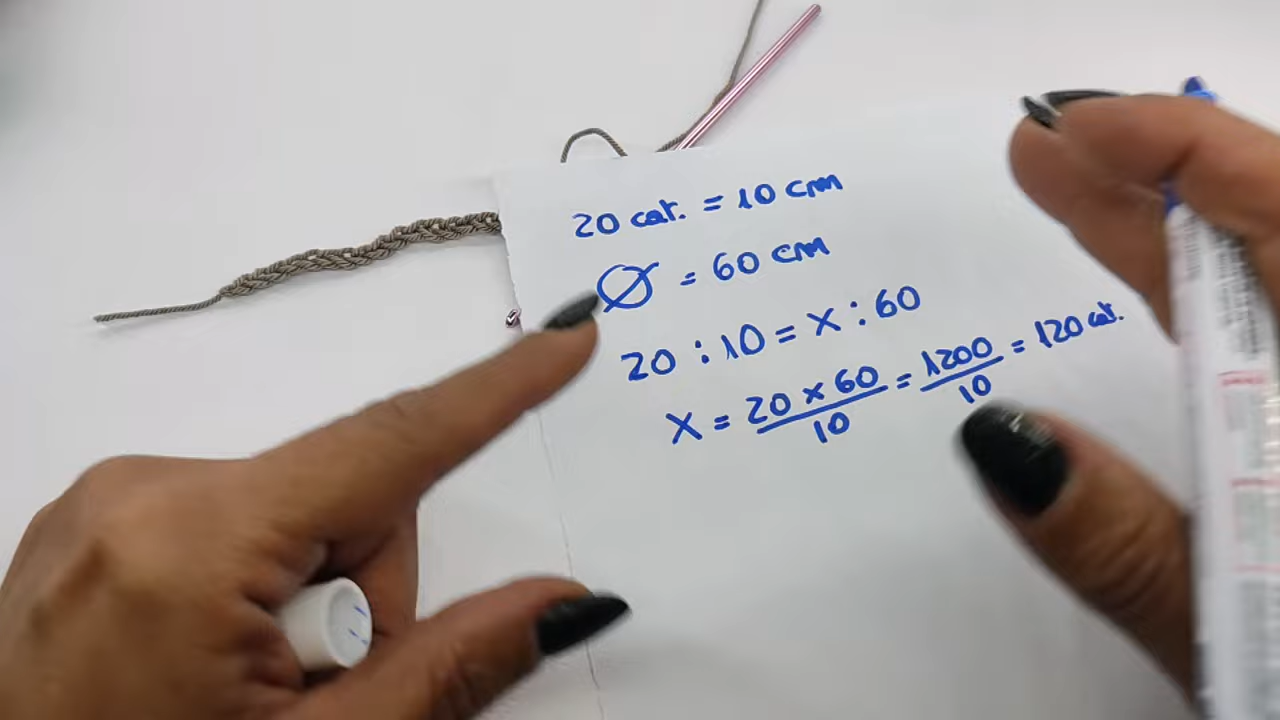 20 cat. = 10 cm
Ø = 60 cm
20 : 10 = X : 60
X = 20 x 60 / 10 = 1200 / 10 = 120 cat.